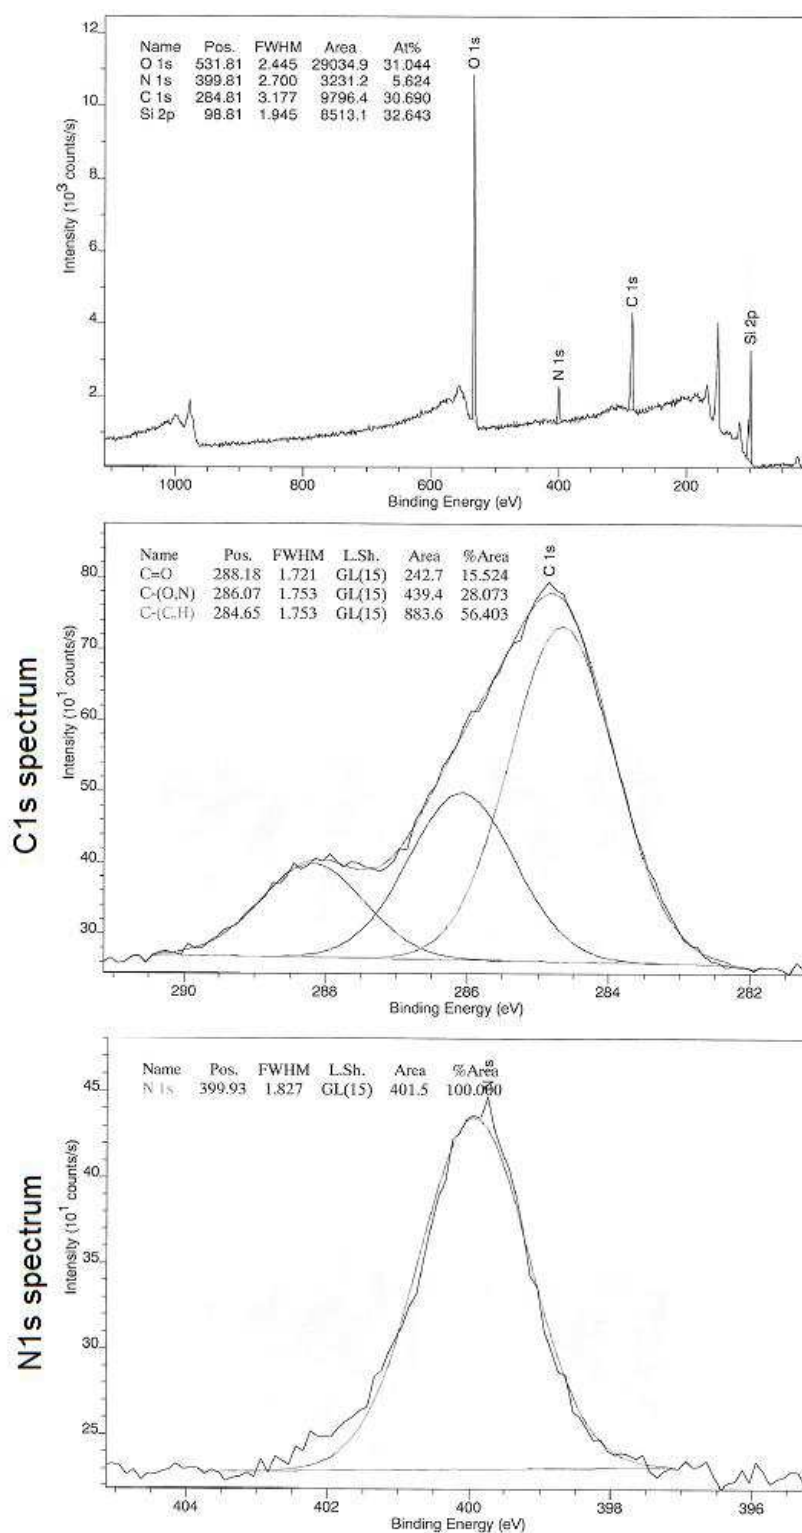 12
10
8
6
4
2
Intensity (10³ counts/s)
Name Pos. FWHM Area At%
O 1s 531.81 2.445 29034.9 31.044
N 1s 399.81 2.700 3231.2 5.624
C 1s 284.81 3.177 9796.4 30.690
Si 2p 98.81 1.945 8513.1 32.643
O 1s
N 1s
C 1s
Si 2p
1000 800 600 400 200
Binding Energy (eV)
C1s spectrum
80
70
60
50
40
30
Intensity (10¹ counts/s)
Name Pos. FWHM L.Sh. Area %Area
C=O 288.18 1.721 GL(15) 242.7 15.524
C-(O,N) 286.07 1.753 GL(15) 439.4 28.073
C-(C,H) 284.65 1.753 GL(15) 883.6 56.403
C 1s
290 288 286 284 282
Binding Energy (eV)
N1s spectrum
45
40
35
30
25
Intensity (10¹ counts/s)
Name Pos. FWHM L.Sh. Area %Area
N 1s 399.93 1.827 GL(15) 401.5 100.000
N 1s
404 402 400 398 396
Binding Energy (eV)